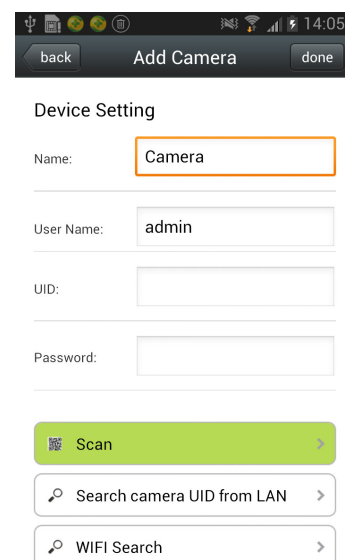 14:05
back Add Camera done
Device Setting
Name: Camera
User Name: admin
UID:
Password:
Scan
Search camera UID from LAN
WIFI Search